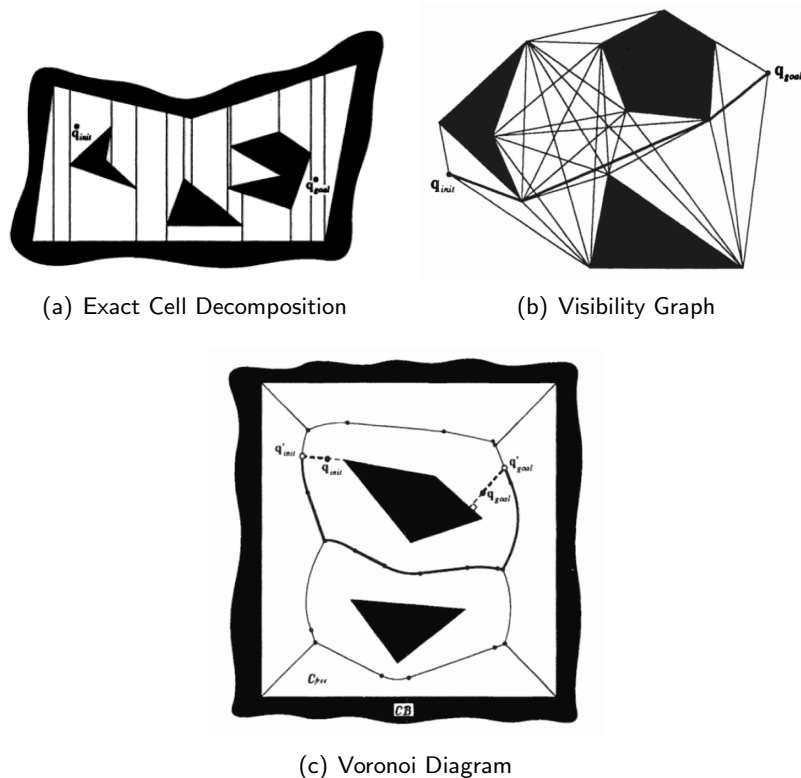 q_init
q_goal
(a) Exact Cell Decomposition
q_goal
q_init
(b) Visibility Graph
q'_init
q_init
q'_goal
q_goal
C_free
CB
(c) Voronoi Diagram